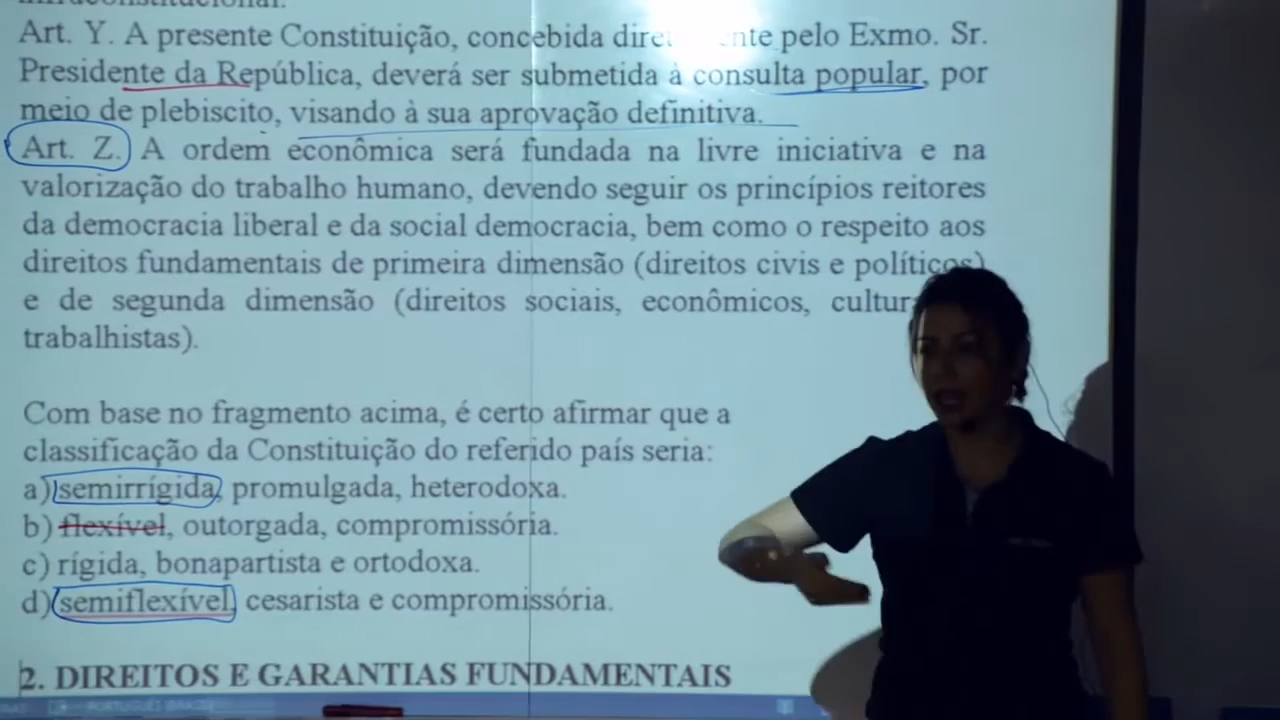 Art. Y. A presente Constituição, concebida pelo Exmo. Sr.
Presidente da República, deverá ser submetida à consulta popular, por
meio de plebiscito, visando à sua aprovação definitiva.
Art. Z. A ordem econômica será fundada na livre iniciativa e na
valorização do trabalho humano, devendo seguir os princípios reitores
da democracia liberal e da social democracia, bem como o respeito aos
direitos fundamentais de primeira dimensão (direitos civis e políticos)
e de segunda dimensão (direitos sociais, econômicos,
trabalhistas).
Com base no fragmento acima, é certo afirmar que a
classificação da Constituição do referido país seria:
a) semirrígida, promulgada, heterodoxa.
b) flexível, outorgada, compromissória.
c) rígida, bonapartista e ortodoxa.
d) semiflexível, cesarista e compromissória.
2. DIREITOS E GARANTIAS FUNDAMENTAIS